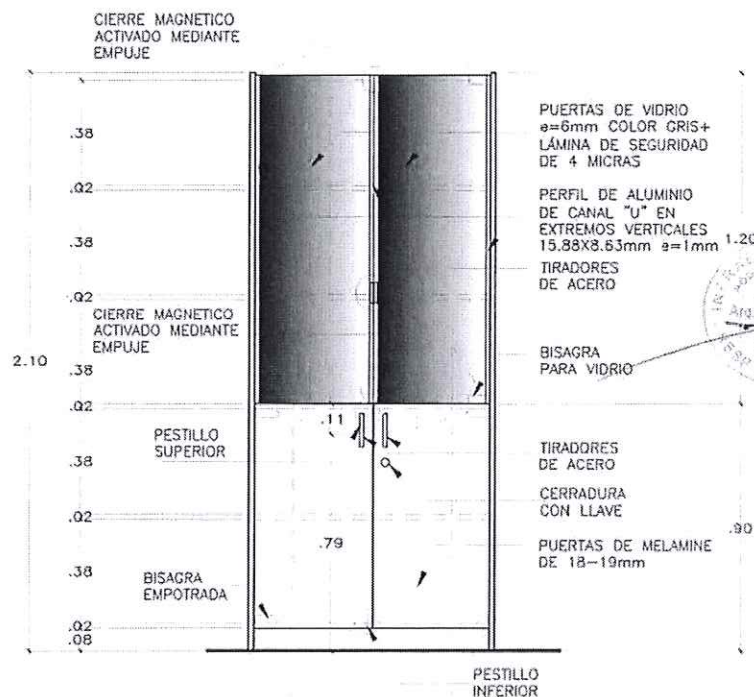 CIERRE MAGNETICO
ACTIVADO MEDIANTE
EMPUJE
.38
.02
.38
.02
CIERRE MAGNETICO
ACTIVADO MEDIANTE
EMPUJE
2.10
.38
.02
PESTILLO
SUPERIOR
.38
.02
.38
BISAGRA
EMPOTRADA
.02
.08
.11
.79
PUERTAS DE VIDRIO
e=6mm COLOR GRIS+
LÁMINA DE SEGURIDAD
DE 4 MICRAS
PERFIL DE ALUMINIO
DE CANAL "U" EN
EXTREMOS VERTICALES
15.88X8.63mm e=1mm
1.20
TIRADORES
DE ACERO
BISAGRA
PARA VIDRIO
TIRADORES
DE ACERO
CERRADURA
CON LLAVE
.90
PUERTAS DE MELAMINE
DE 18-19mm
PESTILLO
INFERIOR